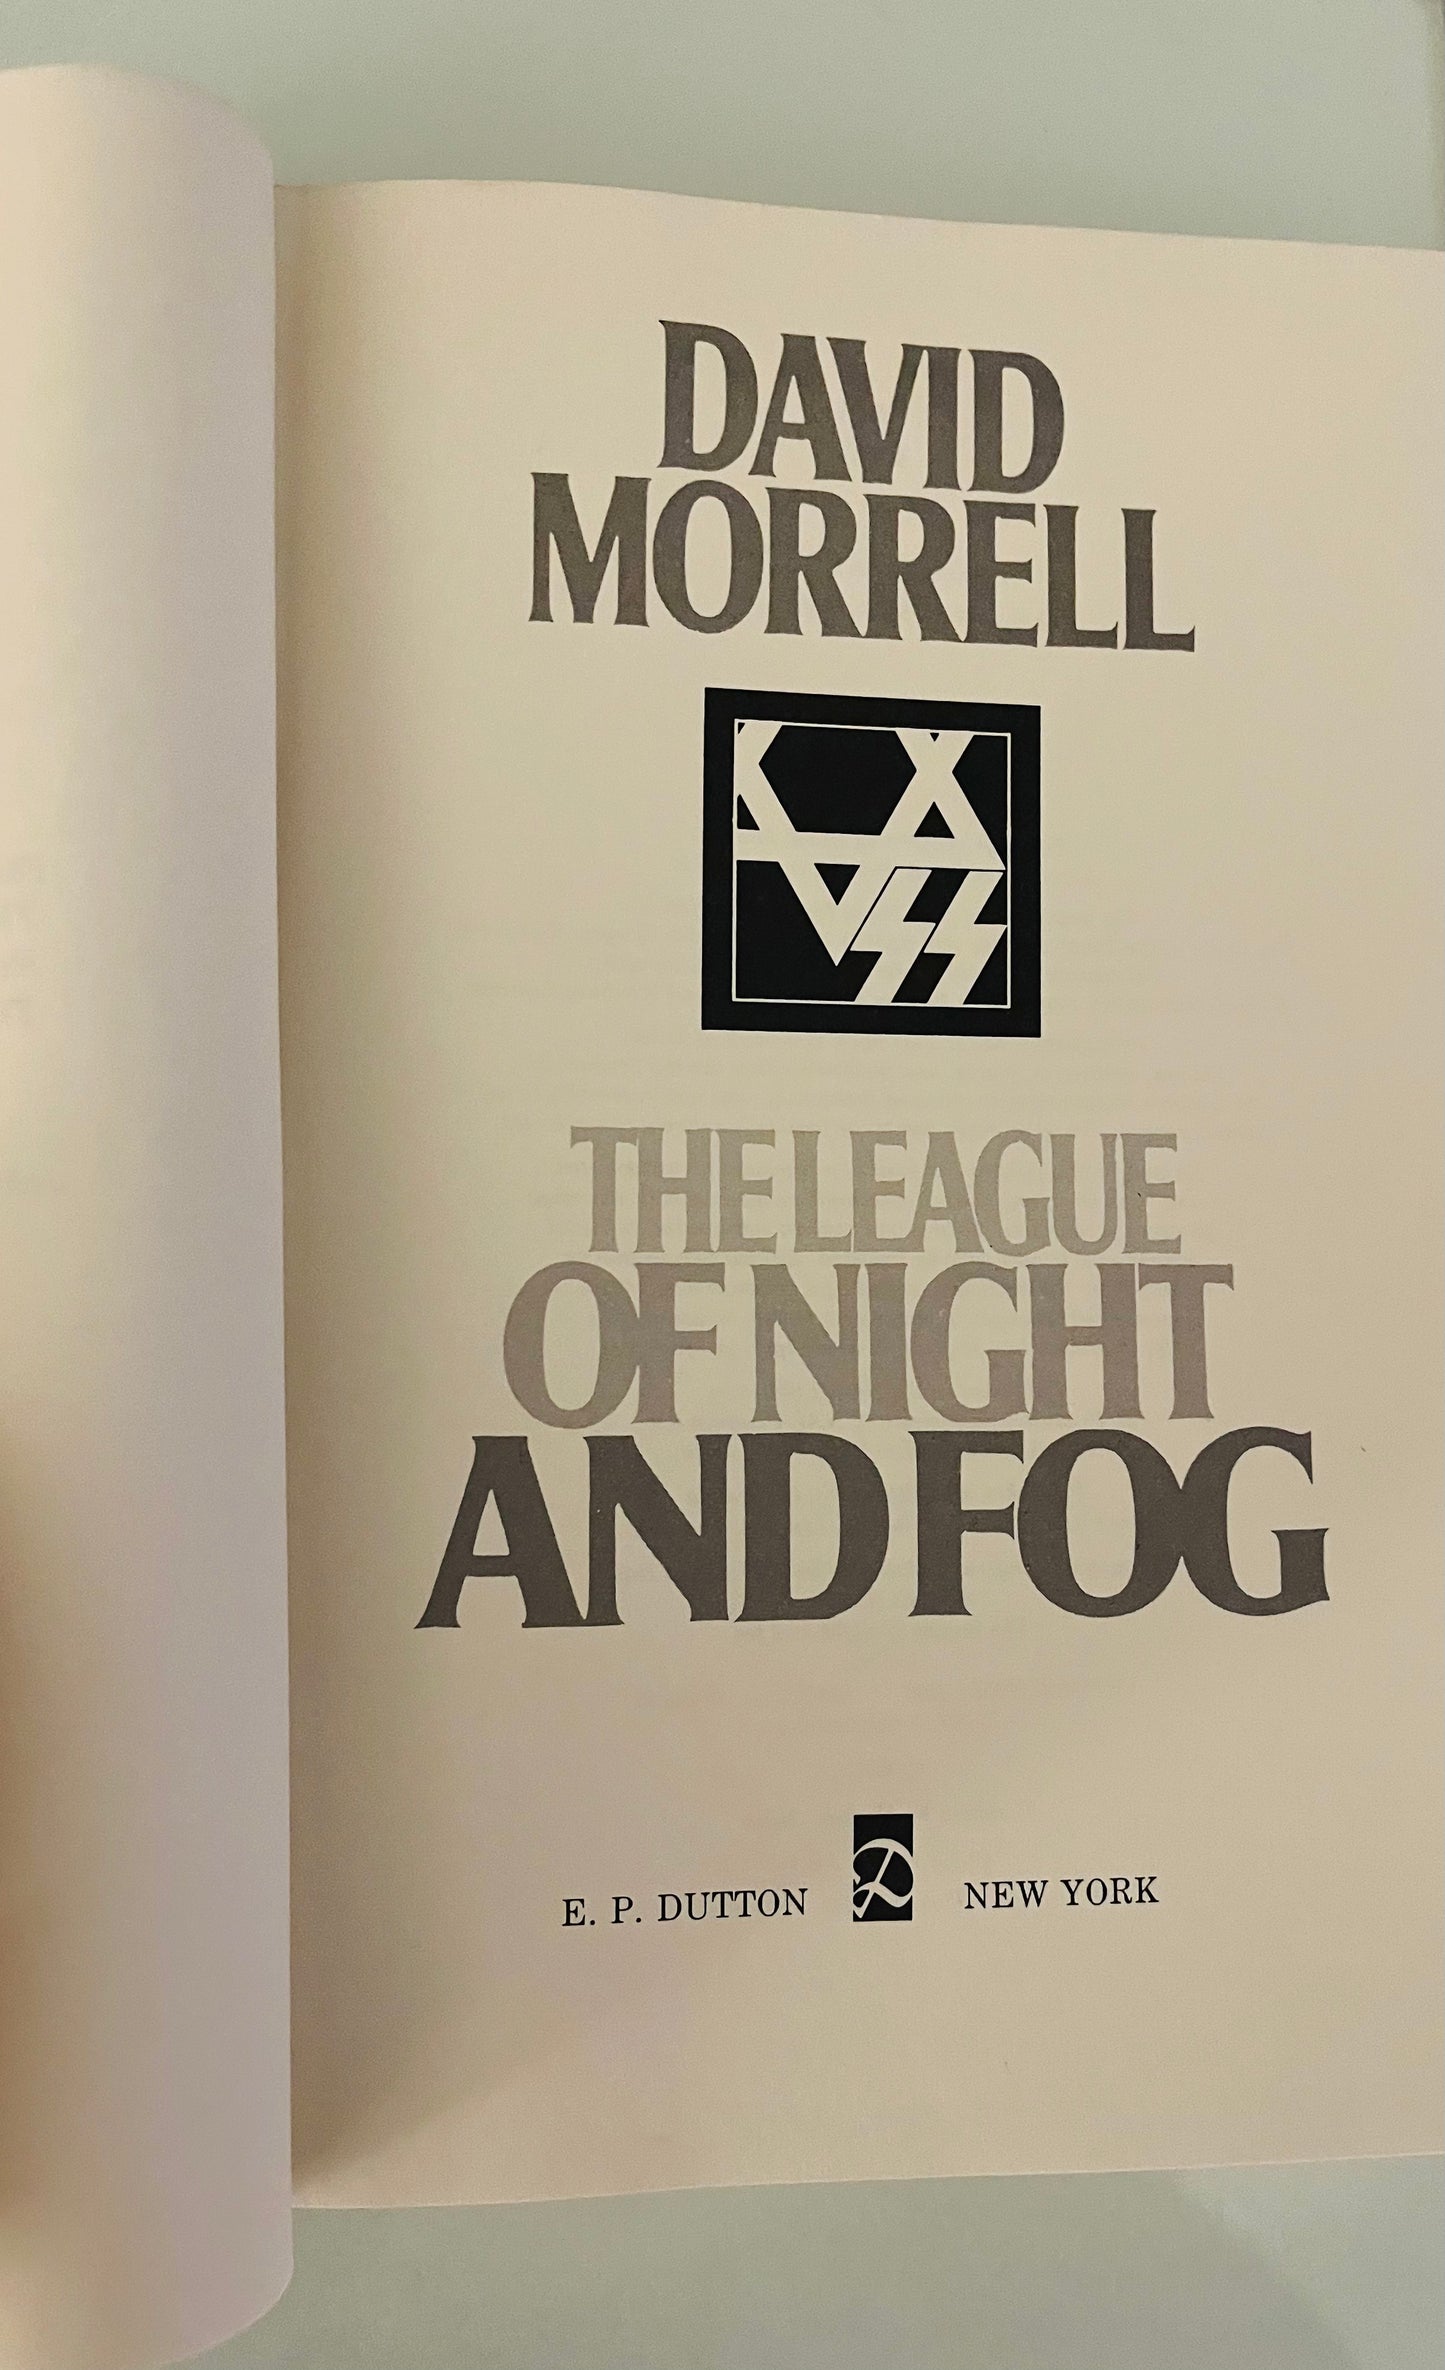 DAVID
MORRELL
SS
THE LEAGUE
OF NIGHT
AND FOG
E. P. DUTTON D NEW YORK